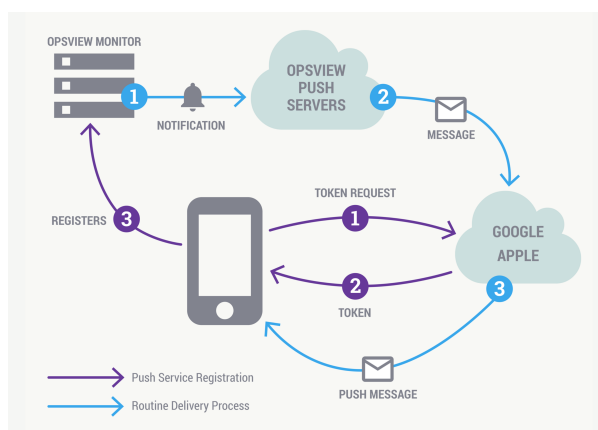 OPSVIEW MONITOR
1
NOTIFICATION
OPSVIEW
PUSH
SERVERS
2
MESSAGE
REGISTERS
3
TOKEN REQUEST
1
GOOGLE
APPLE
2
TOKEN
3
PUSH MESSAGE
Push Service Registration
Routine Delivery Process